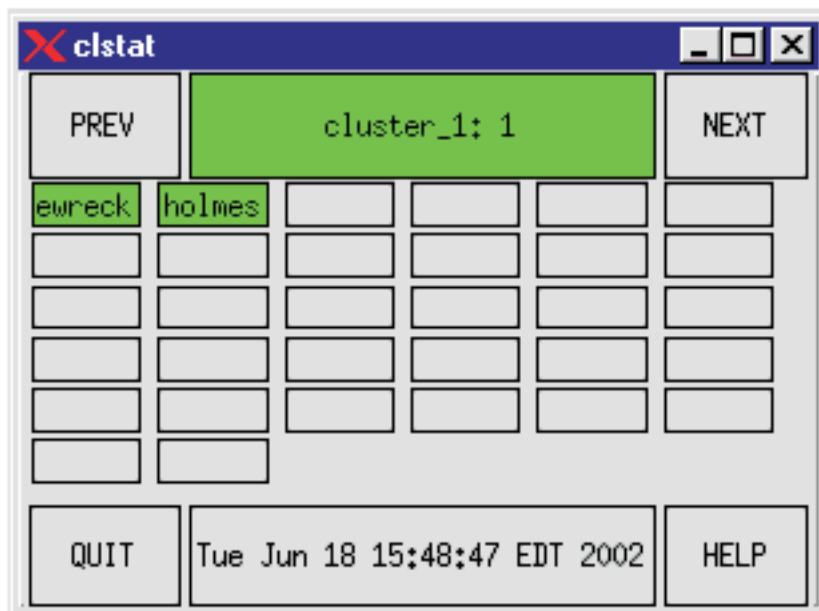 clstat
PREV
cluster_1: 1
NEXT
ewreck
holmes
QUIT
Tue Jun 18 15:48:47 EDT 2002
HELP